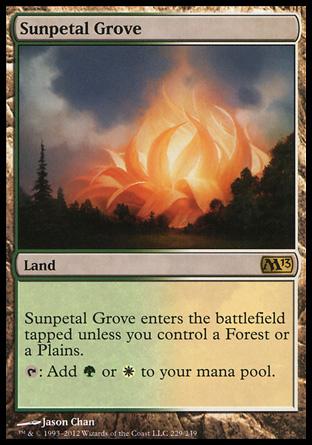 Sunpetal Grove
Land
M13
Sunpetal Grove enters the battlefield
tapped unless you control a Forest or
a Plains.
: Add or to your mana pool.
Jason Chan
™ & © 1993–2012 Wizards of the Coast LLC 229/249